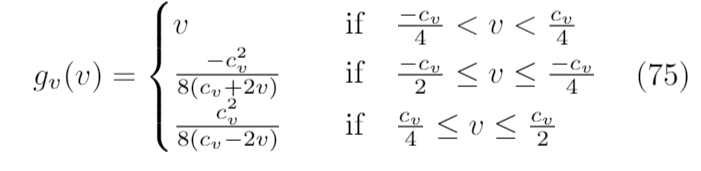 g_v(v) = { v if -c_v/4 < v < c_v/4
-c_v^2/8(c_v+2v) if -c_v/2 ≤ v ≤ -c_v/4 (75)
c_v^2/8(c_v-2v) if c_v/4 ≤ v ≤ c_v/2